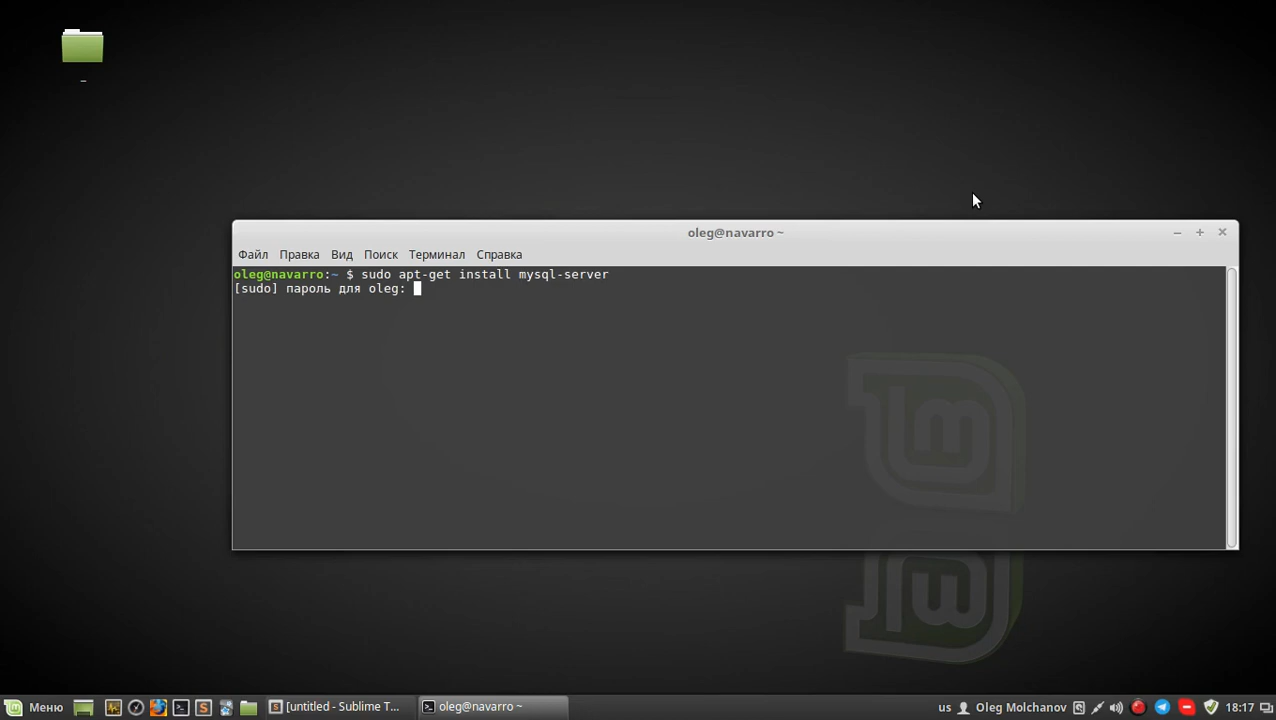 _
oleg@navarro ~
Файл Правка Вид Поиск Терминал Справка
oleg@navarro:~ $ sudo apt-get install mysql-server
[sudo] пароль для oleg:
Меню
[untitled - Sublime T...
oleg@navarro ~
us
Oleg Molchanov
18:17